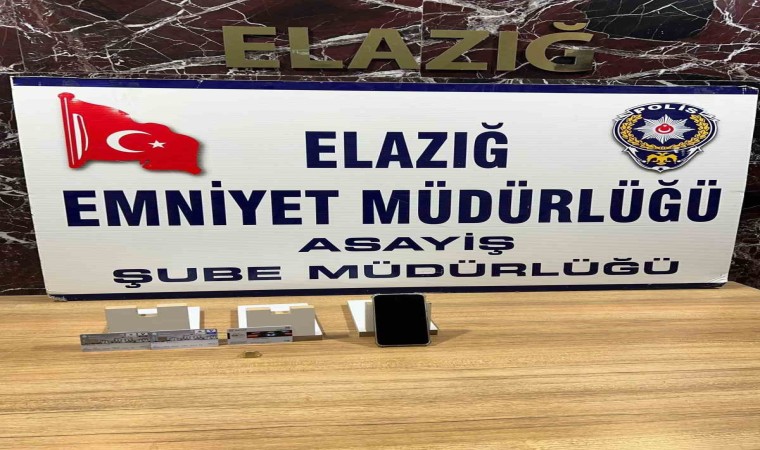 ELAZIĞ
POLİS
ELAZIĞ
EMNİYET MÜDÜRLÜĞÜ
ASAYİŞ
ŞUBE MÜDÜRLÜĞÜ